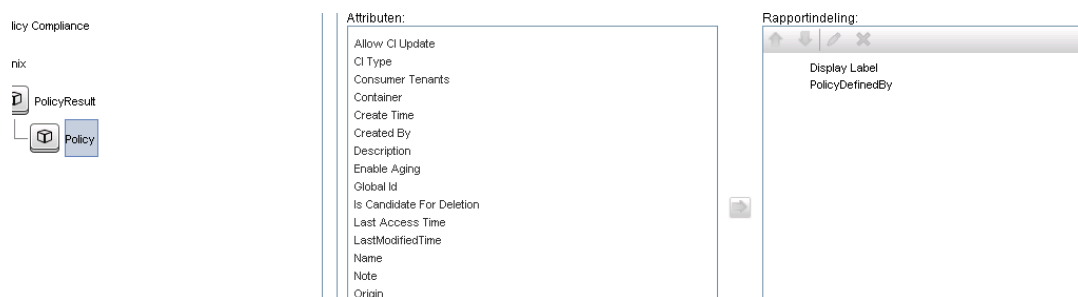 licy Compliance
nix
PolicyResult
Policy
Attributen:
Allow CI Update
CI Type
Consumer Tenants
Container
Create Time
Created By
Description
Enable Aging
Global Id
Is Candidate For Deletion
Last Access Time
LastModifiedTime
Name
Note
Origin
Rapportindeling:
Display Label
PolicyDefinedBy